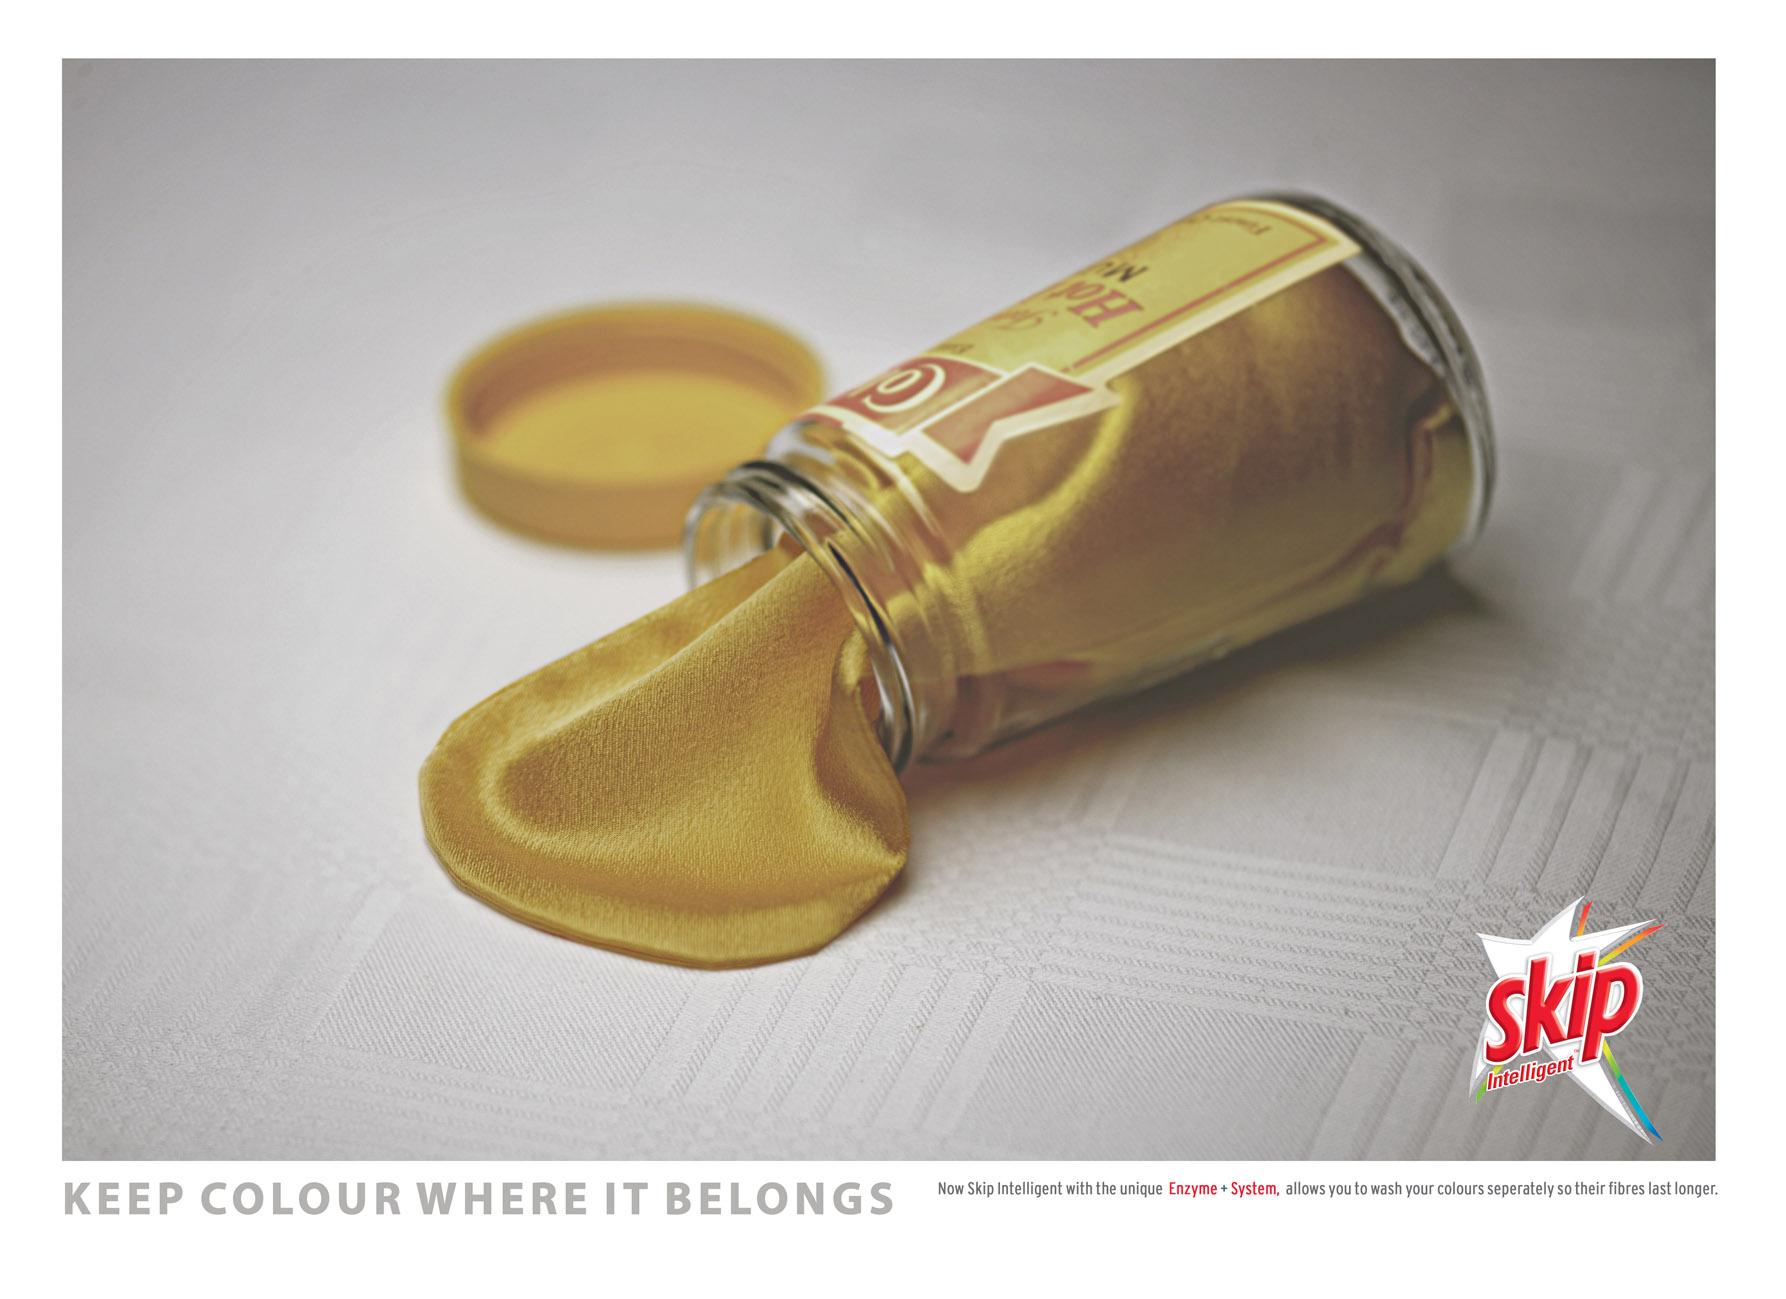 Hot
Skip
Intelligent
KEEP COLOUR WHERE IT BELONGS
Now Skip Intelligent with the unique Enzyme + System, allows you to wash your colours seperately so their fibres last longer.